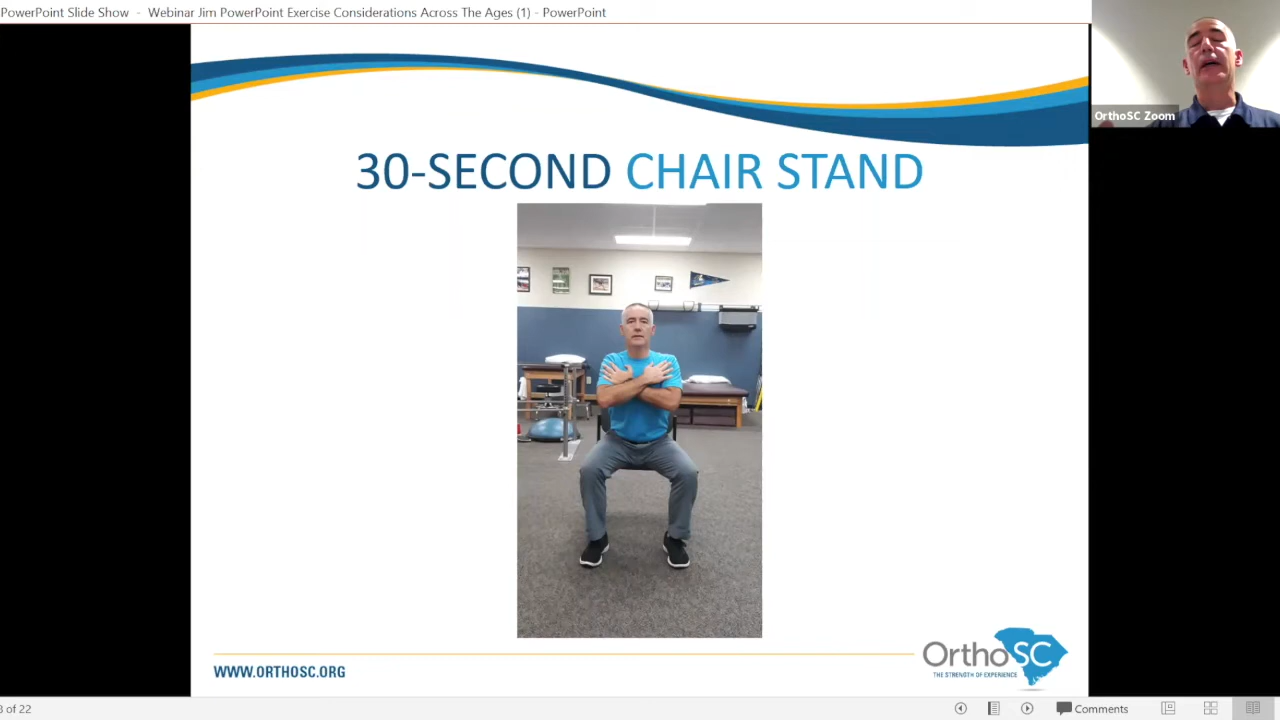 PowerPoint Slide Show - Webinar Jim PowerPoint Exercise Considerations Across The Ages (1) - PowerPoint
OrthoSC Zoom
30-SECOND CHAIR STAND
WWW.ORTHOSC.ORG
OrthoSC
THE STRENGTH OF EXPERIENCE
of 22
Comments